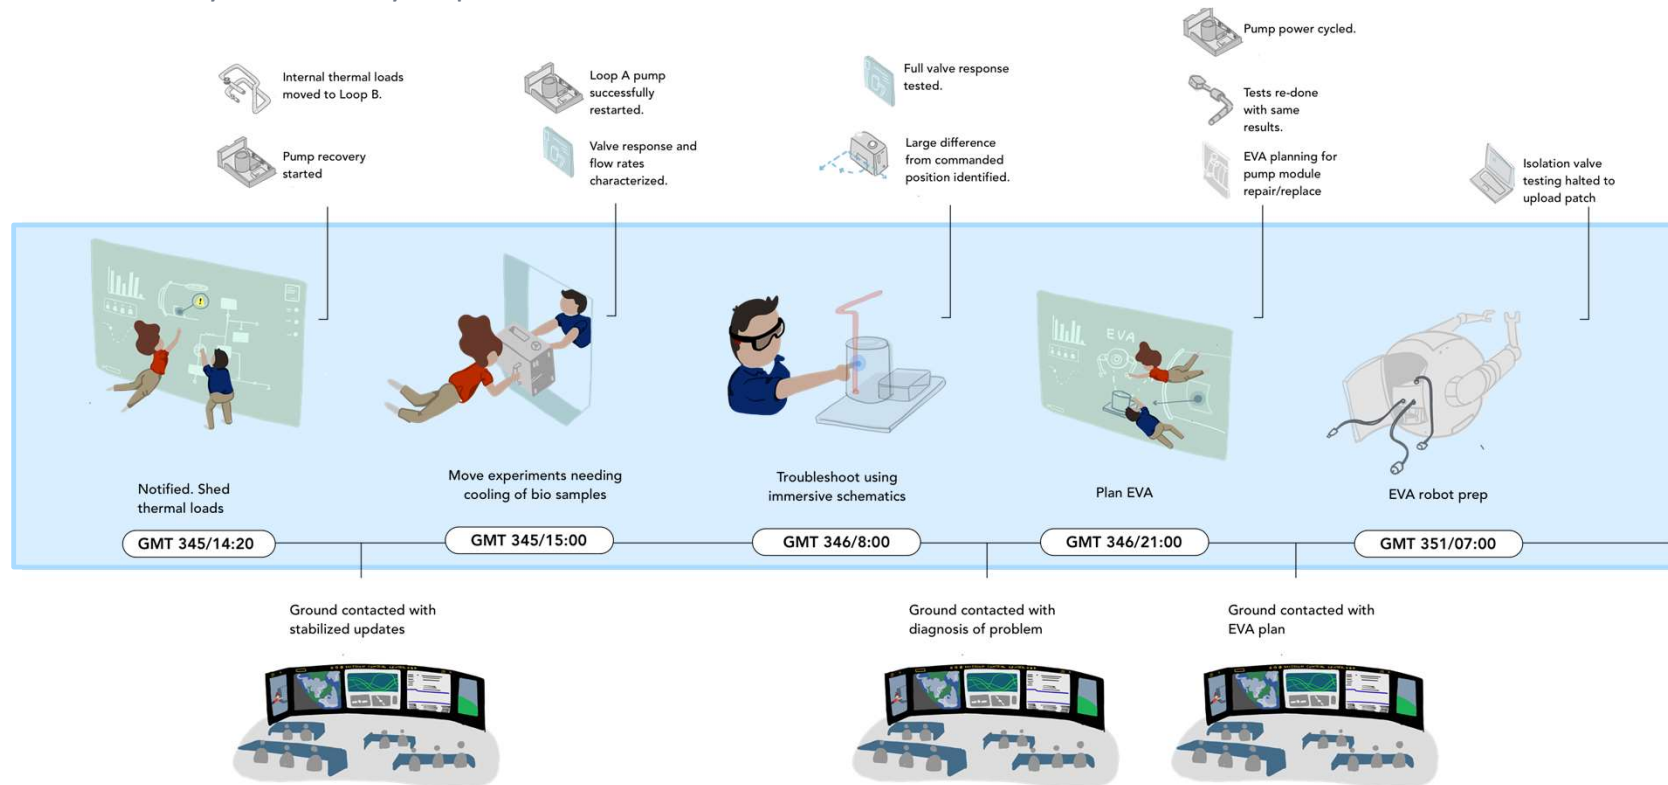 Internal thermal loads
moved to Loop B.
Pump recovery
started
Loop A pump
successfully
restarted.
Valve response and
flow rates
characterized.
Full valve response
tested.
Large difference
from commanded
position identified.
Pump power cycled.
Tests re-done
with same
results.
EVA planning for
pump module
repair/replace
Isolation valve
testing halted to
upload patch
EVA
Notified. Shed
thermal loads
Move experiments needing
cooling of bio samples
Troubleshoot using
immersive schematics
Plan EVA
EVA robot prep
GMT 345/14:20
GMT 345/15:00
GMT 346/8:00
GMT 346/21:00
GMT 351/07:00
Ground contacted with
stabilized updates
Ground contacted with
diagnosis of problem
Ground contacted with
EVA plan